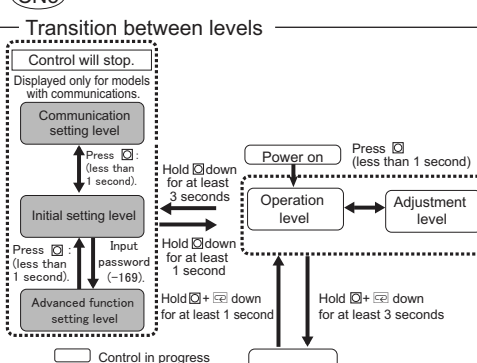 Transition between levels
Control will stop.
Displayed only for models
with communications.
Communication
setting level
Press :
(less than
1 second).
Initial setting level
Press :
(less than
1 second).
Input
password
(-169).
Advanced function
setting level
Hold down
for at least
3 seconds
Hold down
for at least
1 second
Power on
Press
(less than 1 second)
Operation
level
Adjustment
level
Hold + down
for at least 1 second
Hold + down
for at least 3 seconds
Control in progress